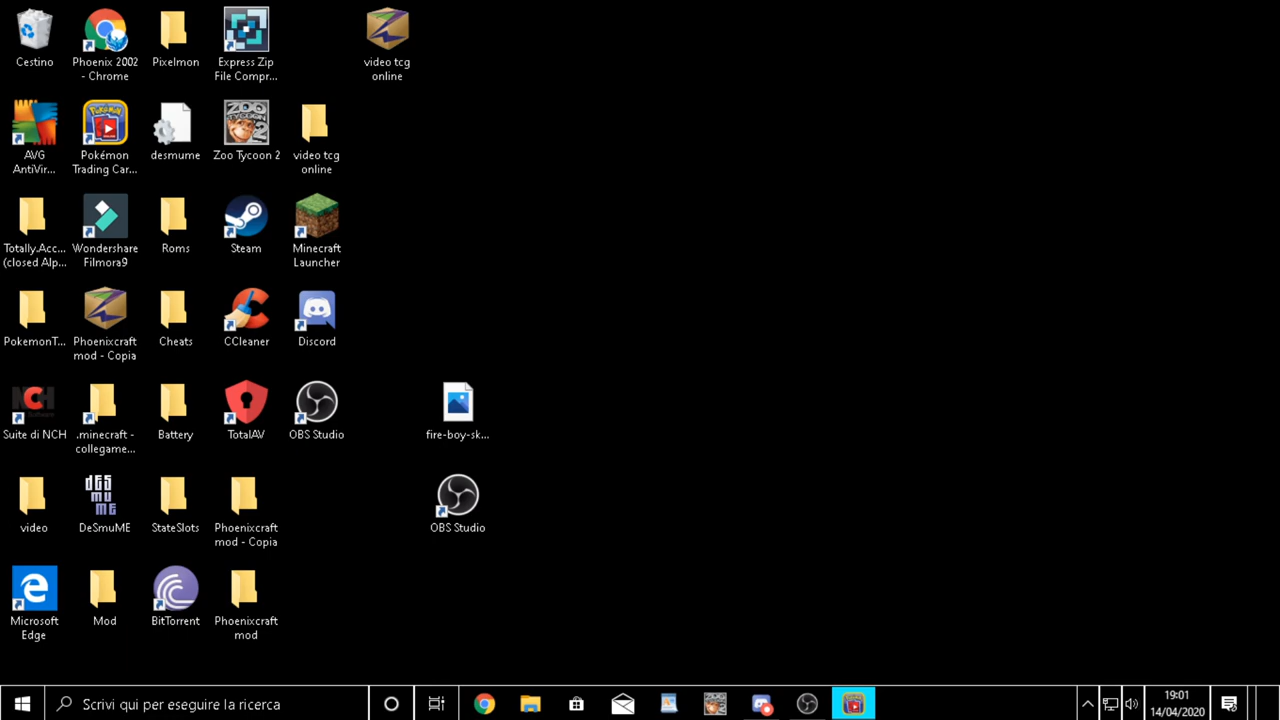 Cestino
Phoenix 2002
- Chrome
Pixelmon
Express Zip
File Compr...
video tcg
online
AVG
AntiVir...
Pokémon
Trading Car...
desmume
Zoo Tycoon 2
video tcg
online
Totally.Acc...
(closed Alp...
Wondershare
Filmora9
Roms
Steam
Minecraft
Launcher
PokemonT...
Phoenixcraft
mod - Copia
Cheats
CCleaner
Discord
Suite di NCH
.minecraft -
collegame...
Battery
TotalAV
OBS Studio
fire-boy-sk...
video
DeSmuME
StateSlots
Phoenixcraft
mod - Copia
OBS Studio
Microsoft
Edge
Mod
BitTorrent
Phoenixcraft
mod
Scrivi qui per eseguire la ricerca
19:01
14/04/2020